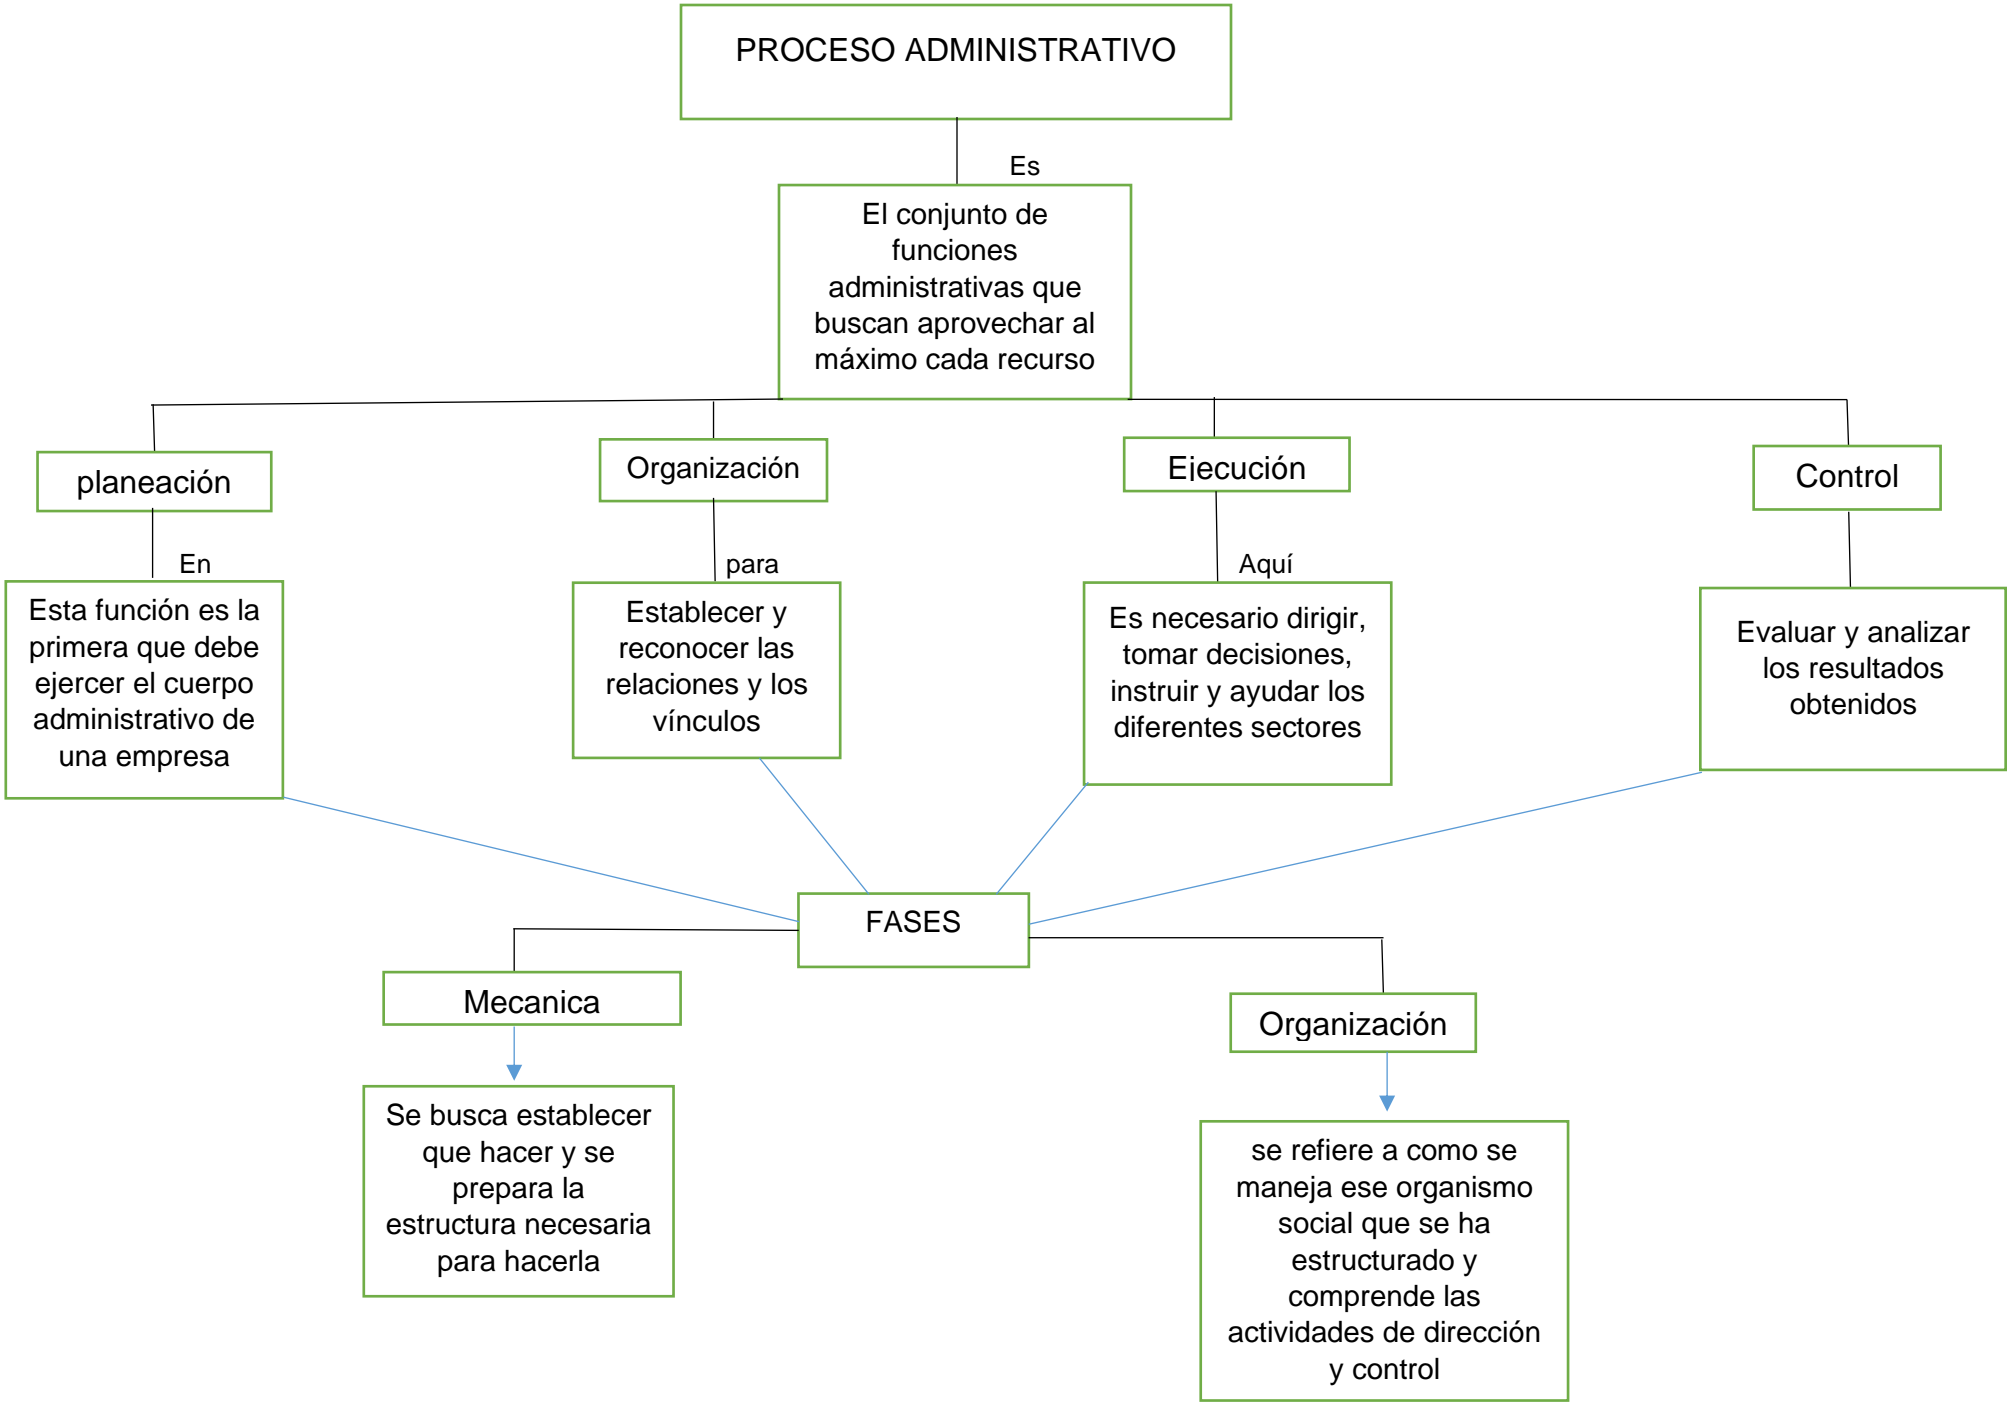 PROCESO ADMINISTRATIVO
Es
El conjunto de
funciones
administrativas que
buscan aprovechar al
máximo cada recurso
planeación
Organización
Ejecución
Control
En
para
Aquí
Esta función es la
primera que debe
ejercer el cuerpo
administrativo de
una empresa
Establecer y
reconocer las
relaciones y los
vínculos
Es necesario dirigir,
tomar decisiones,
instruir y ayudar los
diferentes sectores
Evaluar y analizar
los resultados
obtenidos
FASES
Mecanica
Organización
Se busca establecer
que hacer y se
prepara la
estructura necesaria
para hacerla
se refiere a como se
maneja ese organismo
social que se ha
estructurado y
comprende las
actividades de dirección
y control